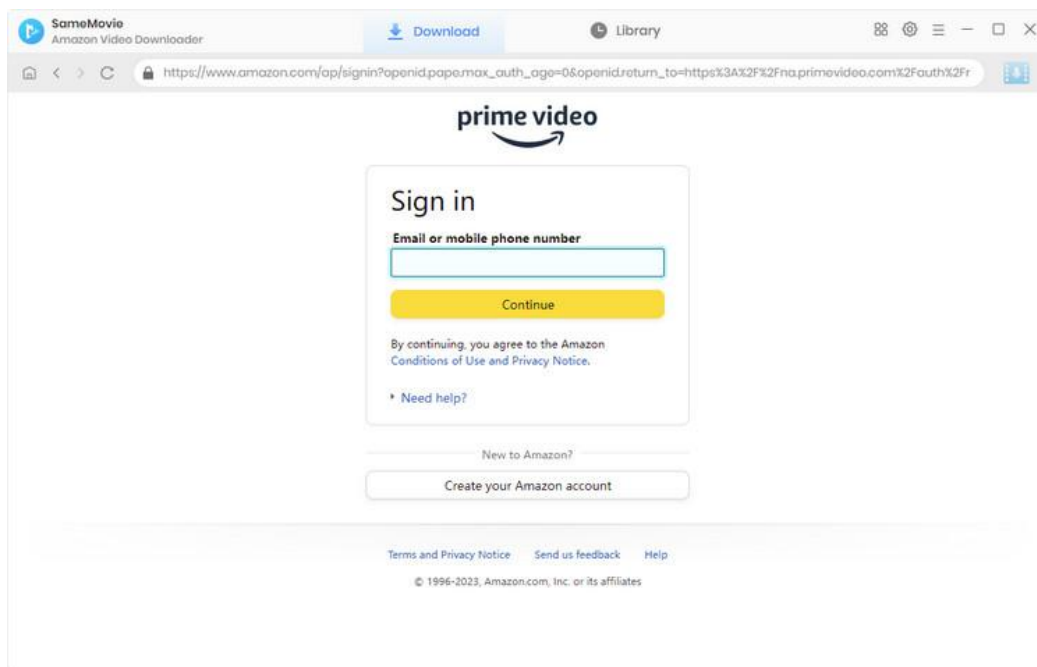 SameMovie
Amazon Video Downloader
Download
Library
https://www.amazon.com/ap/signin?openid.pape.max_auth_age=0&openid.return_to=https%3A%2F%2Fna.primevideo.com%2Fauth%2Fr
prime video
Sign in
Email or mobile phone number
Continue
By continuing, you agree to the Amazon
Conditions of Use and Privacy Notice.
Need help?
New to Amazon?
Create your Amazon account
Terms and Privacy Notice Send us feedback Help
© 1996-2023, Amazon.com, Inc. or its affiliates